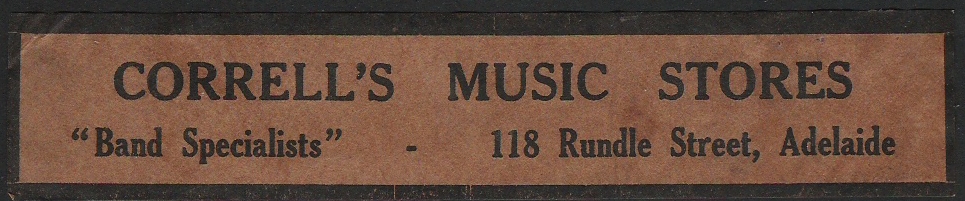 CORRELL'S MUSIC STORES
"Band Specialists" - 118 Rundle Street, Adelaide